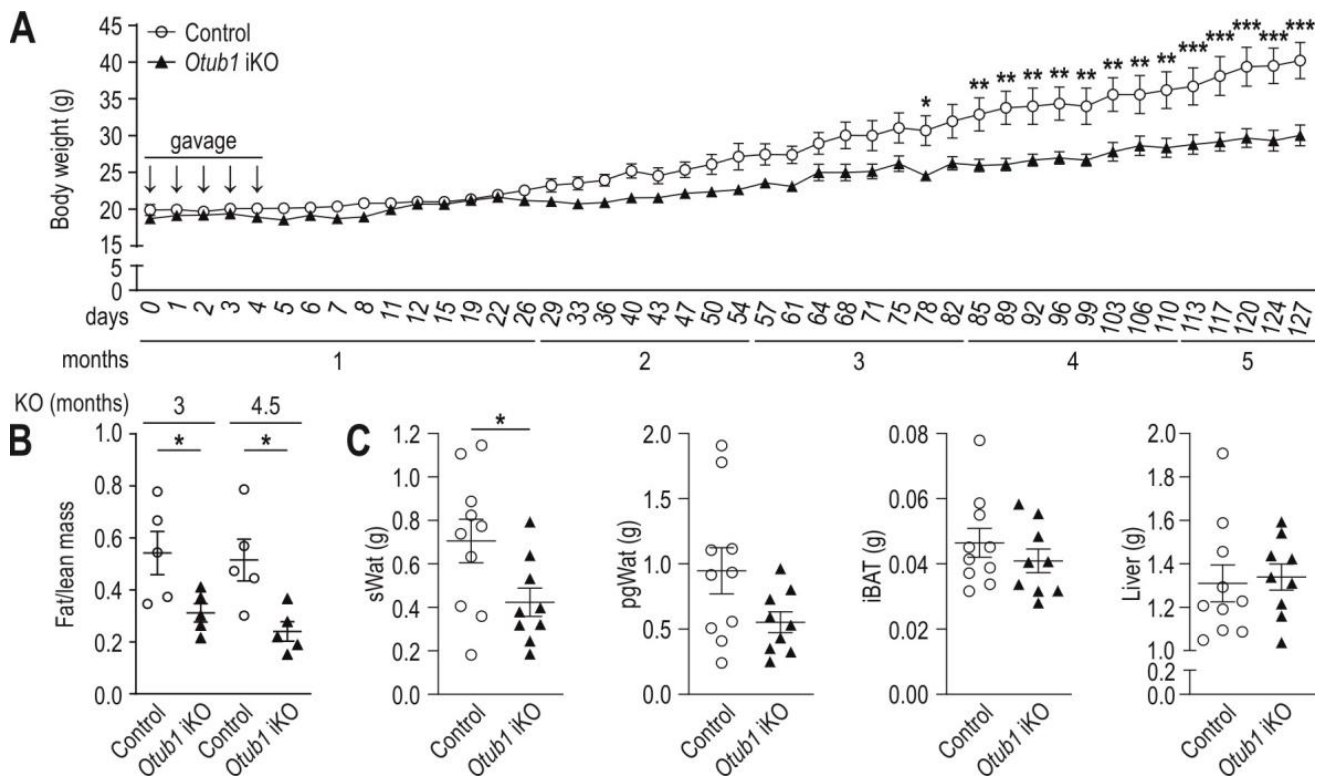 A
Control
Otub1 iKO
gavage
Body weight (g)
45
40
35
30
25
20
15
5
0
*
**
**
**
**
**
**
**
**
***
***
***
***
***
days
0 1 2 3 4 5 6 7 8 11 12 15 19 22 26 29 33 36 40 43 47 50 54 57 61 64 68 71 75 78 82 85 89 92 96 99 103 106 110 113 117 120 124 127
months
1 2 3 4 5
KO (months) 3 4.5
B
* *
Fat/lean mass
1.0
0.8
0.6
0.4
0.2
0.0
Control
Otub1 iKO
Control
Otub1 iKO
C
*
sWat (g)
1.2
1.0
0.8
0.6
0.4
0.2
0.0
Control
Otub1 iKO
pgWat (g)
2.0
1.5
1.0
0.5
0.0
Control
Otub1 iKO
iBAT (g)
0.08
0.06
0.04
0.02
0.00
Control
Otub1 iKO
Liver (g)
2.0
1.8
1.6
1.4
1.2
1.0
0.2
0.0
Control
Otub1 iKO